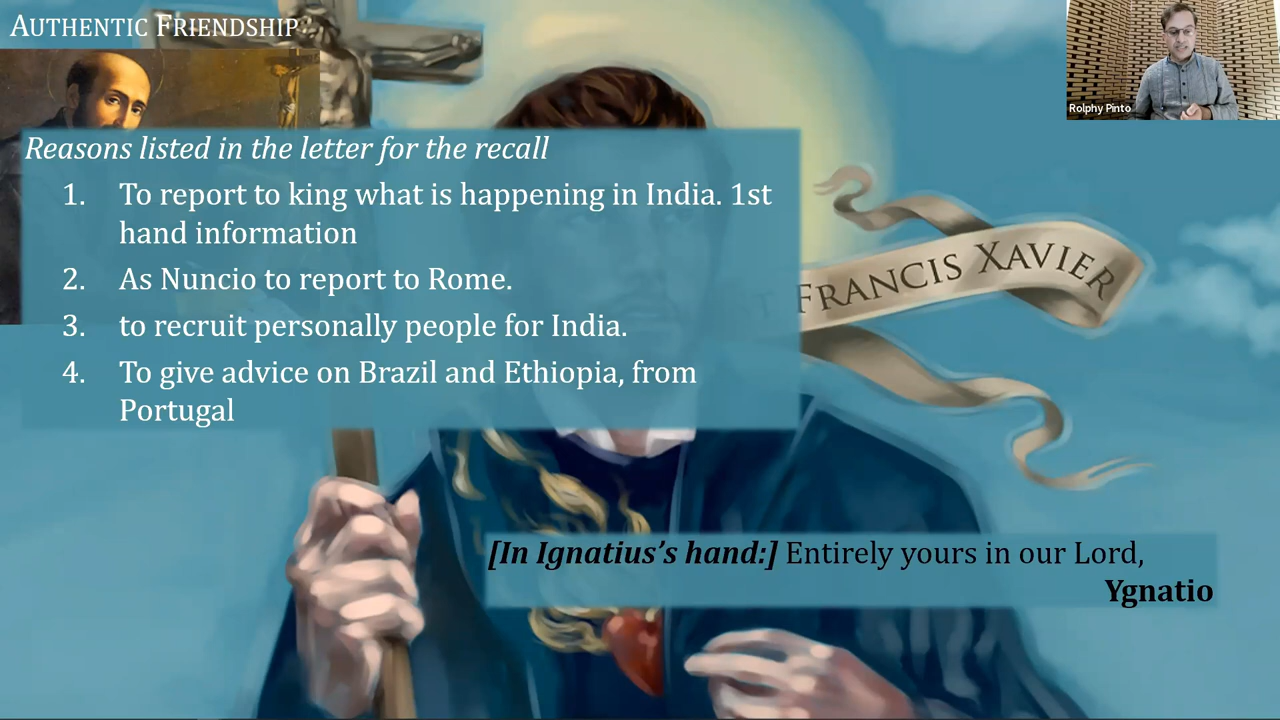 AUTHENTIC FRIENDSHIP
Rolphy Pinto
Reasons listed in the letter for the recall
1. To report to king what is happening in India. 1st
hand information
2. As Nuncio to report to Rome.
3. to recruit personally people for India.
4. To give advice on Brazil and Ethiopia, from
Portugal
FRANCIS XAVIER
[In Ignatius’s hand:] Entirely yours in our Lord,
Ygnatio